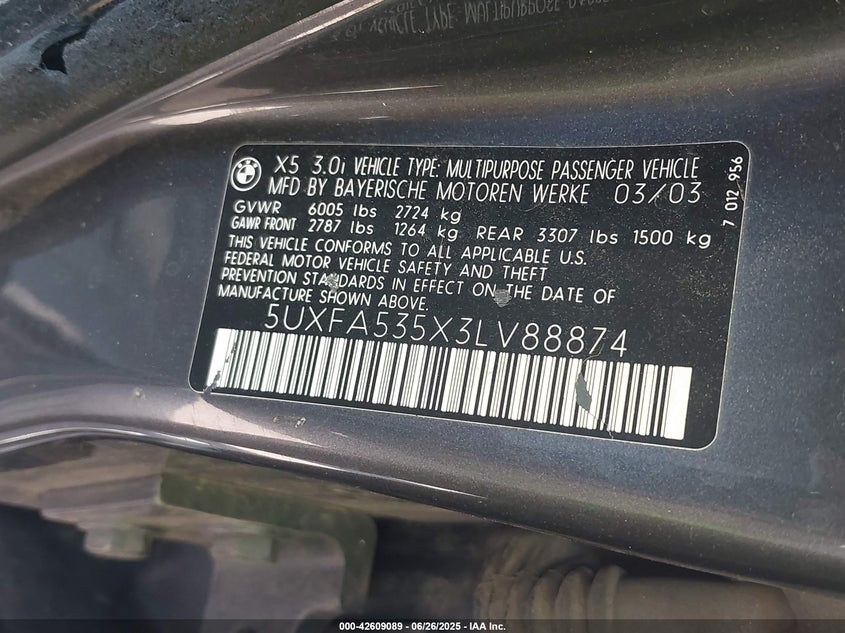 X5 3.0i VEHICLE TYPE: MULTIPURPOSE PASSENGER VEHICLE
MFD BY BAYERISCHE MOTOREN WERKE 03/03
GVWR 6005 lbs 2724 kg
GAWR FRONT 2787 lbs 1264 kg REAR 3307 lbs 1500 kg
THIS VEHICLE CONFORMS TO ALL APPLICABLE U.S.
FEDERAL MOTOR VEHICLE SAFETY AND THEFT
PREVENTION STANDARDS IN EFFECT ON THE DATE OF
MANUFACTURE SHOWN ABOVE.
5UXFA535X3LV88874
7 012 956
000-42609089 - 06/26/2025 - IAA Inc.